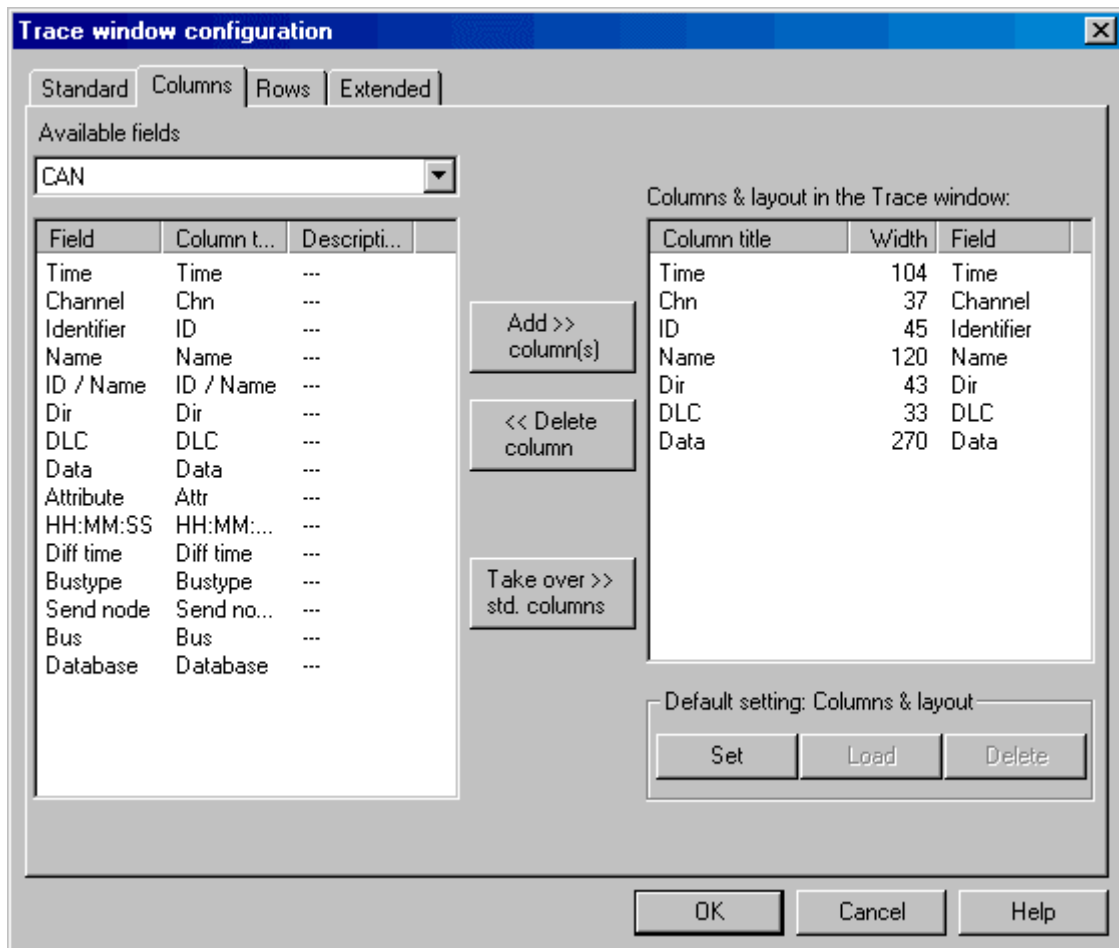 Trace window configuration
Standard Columns Rows Extended
Available fields
CAN
Field Column t... Descripti...
Time Time ---
Channel Chn ---
Identifier ID ---
Name Name ---
ID / Name ID / Name ---
Dir Dir ---
DLC DLC ---
Data Data ---
Attribute Attr ---
HH:MM:SS HH:MM:... ---
Diff time Diff time ---
Bustype Bustype ---
Send node Send no... ---
Bus Bus ---
Database Database ---
Add >>
column(s)
<< Delete
column
Take over >>
std. columns
Columns & layout in the Trace window:
Column title Width Field
Time 104 Time
Chn 37 Channel
ID 45 Identifier
Name 120 Name
Dir 43 Dir
DLC 33 DLC
Data 270 Data
Default setting: Columns & layout
Set Load Delete
OK Cancel Help